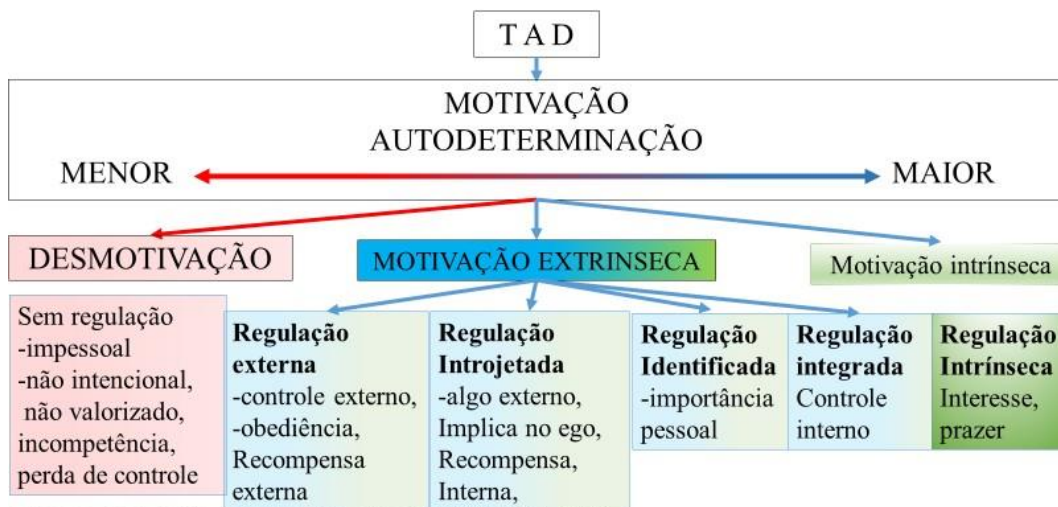 T A D
MOTIVAÇÃO
AUTODETERMINAÇÃO
MENOR
MAIOR
DESMOTIVAÇÃO
MOTIVAÇÃO EXTRINSECA
Motivação intrínseca
Sem regulação
-impessoal
-não intencional,
não valorizado,
incompetência,
perda de controle
Regulação
externa
-controle externo,
-obediência,
Recompensa
externa
Regulação
Introjetada
-algo externo,
Implica no ego,
Recompensa,
Interna,
Regulação
Identificada
-importância
pessoal
Regulação
integrada
Controle
interno
Regulação
Intrínseca
Interesse,
prazer